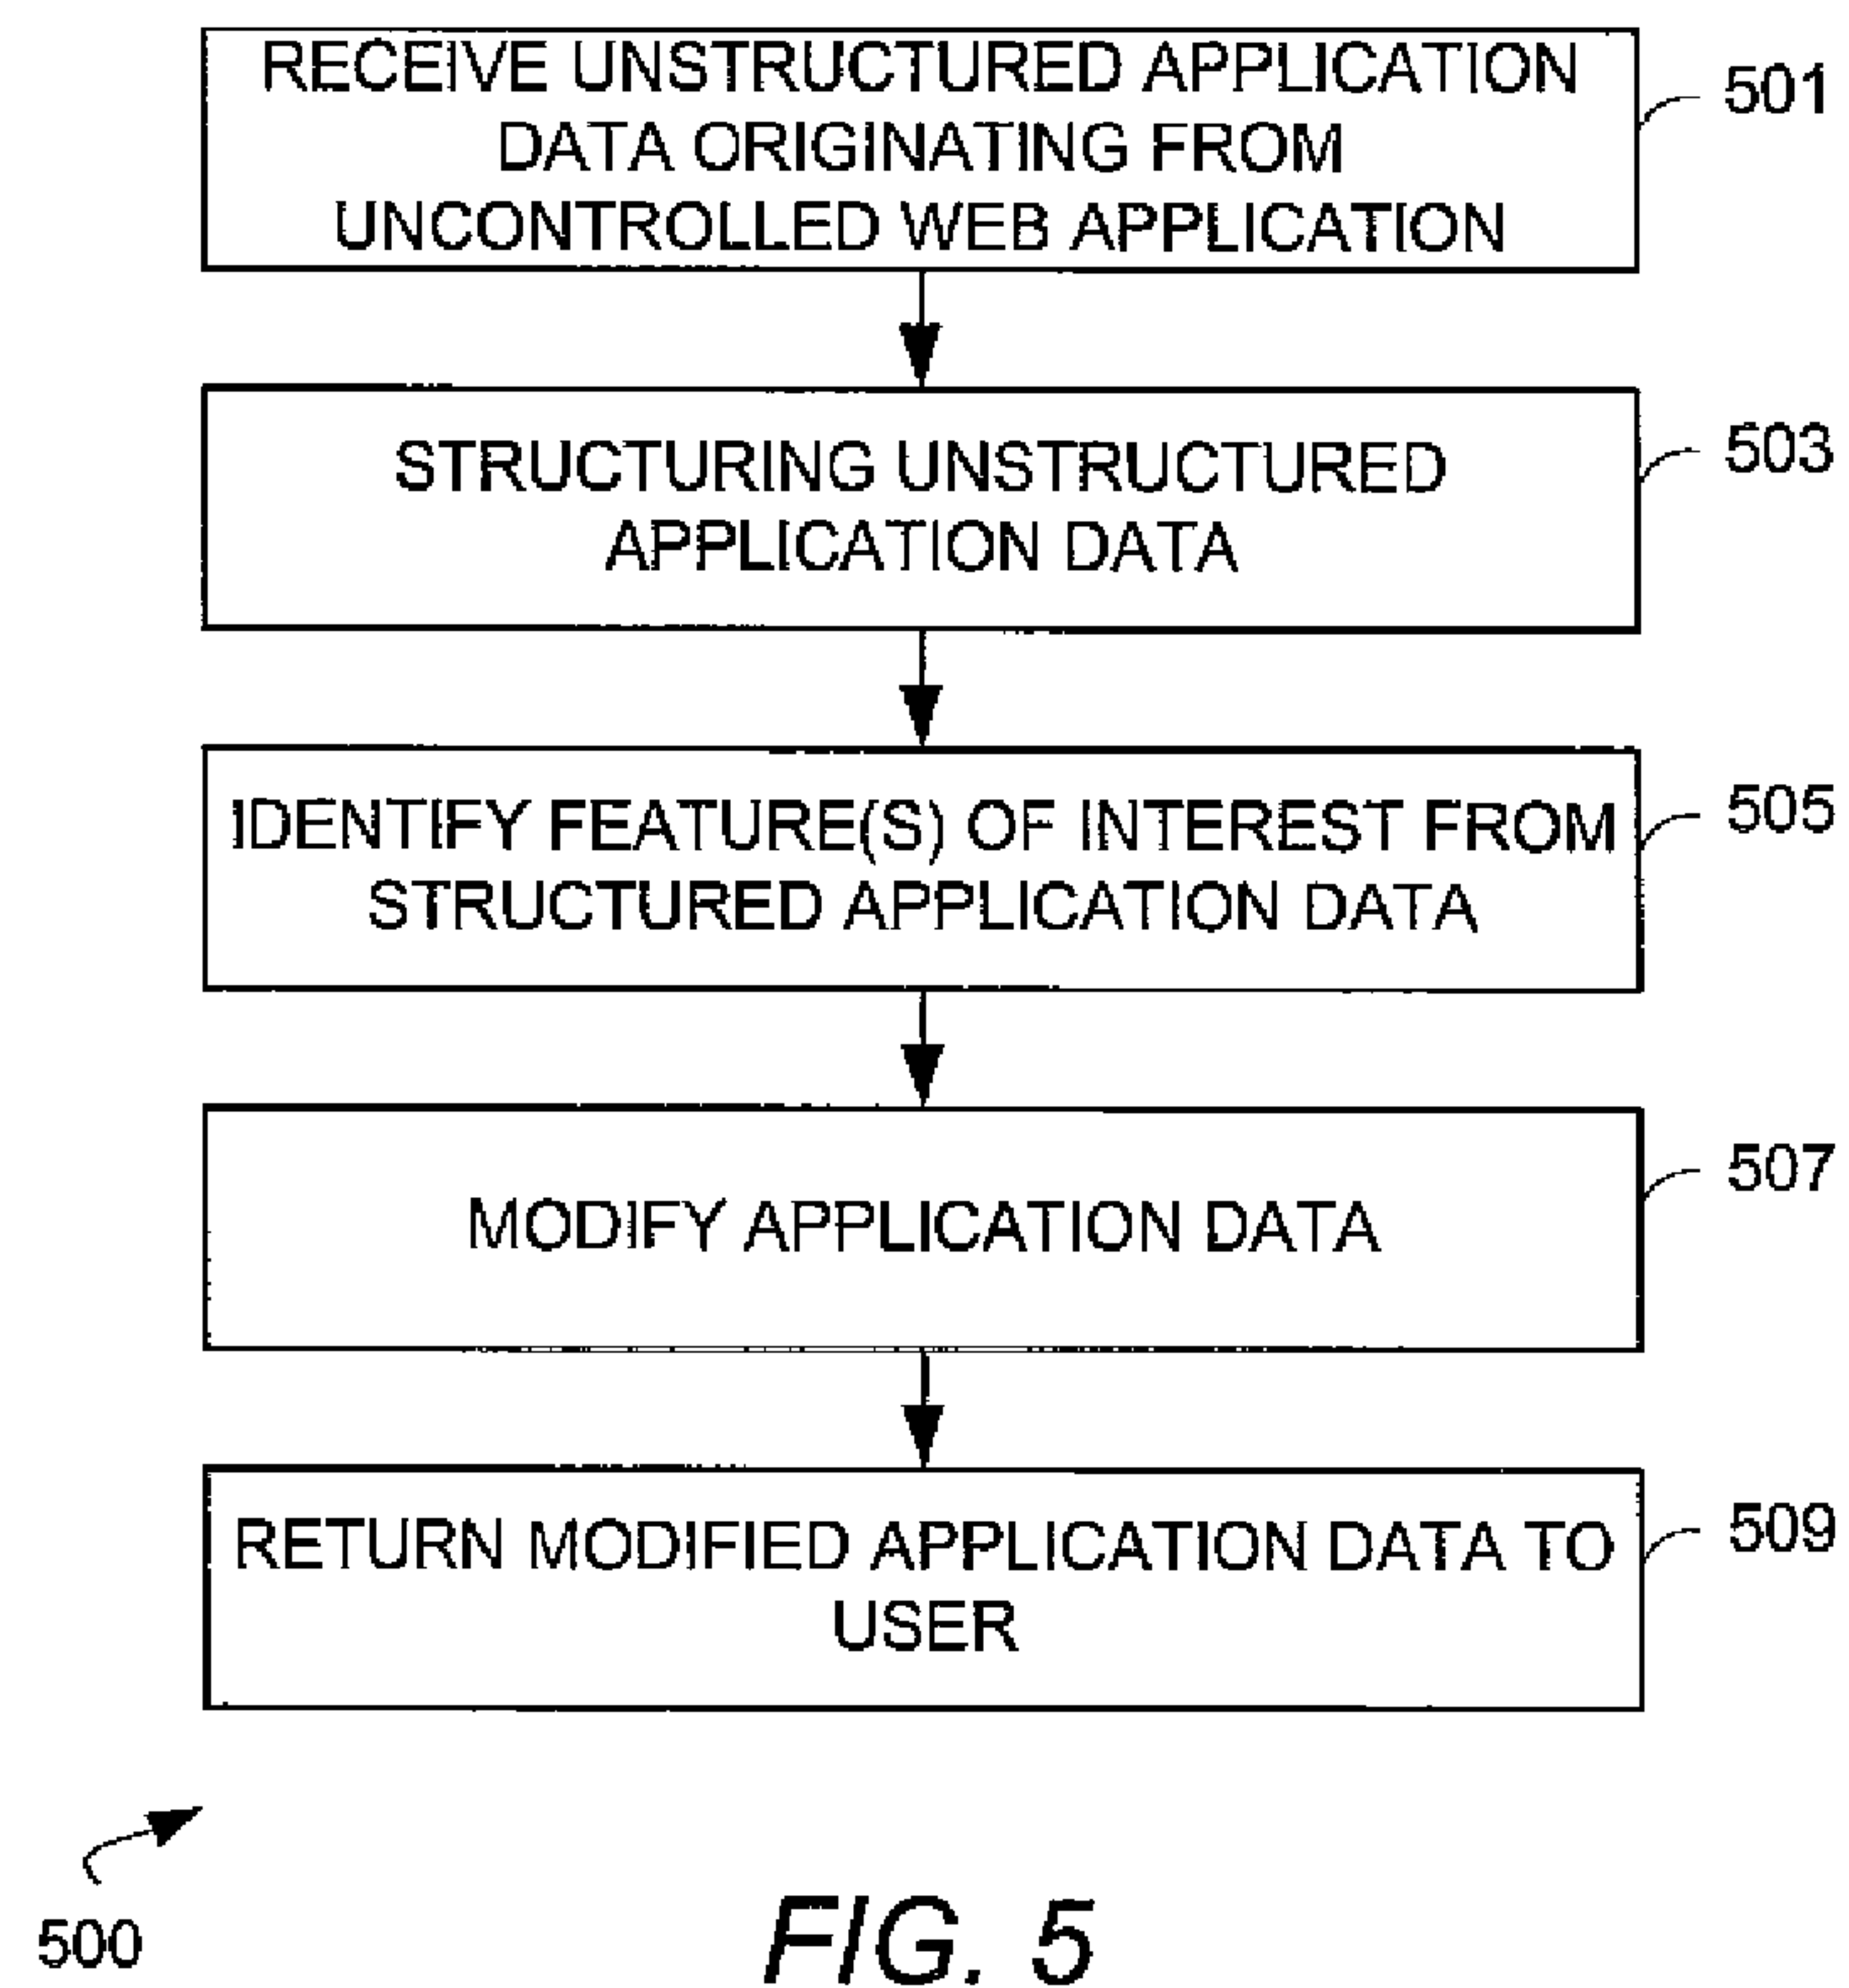 RECEIVE UNSTRUCTURED APPLICATION
DATA ORIGINATING FROM
UNCONTROLLED WEB APPLICATION
501
STRUCTURING UNSTRUCTURED
APPLICATION DATA
503
IDENTIFY FEATURE(S) OF INTEREST FROM
STRUCTURED APPLICATION DATA
505
MODIFY APPLICATION DATA
507
RETURN MODIFIED APPLICATION DATA TO
USER
509
500
FIG. 5